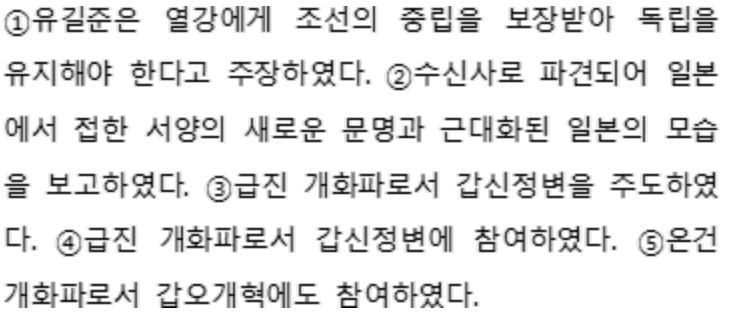 ①유길준은 열강에게 조선의 중립을 보장받아 독립을
유지해야 한다고 주장하였다. ②수신사로 파견되어 일본
에서 접한 서양의 새로운 문명과 근대화된 일본의 모습
을 보고하였다. ③급진 개화파로서 갑신정변을 주도하였
다. ④급진 개화파로서 갑신정변에 참여하였다. ⑤온건
개화파로서 갑오개혁에도 참여하였다.